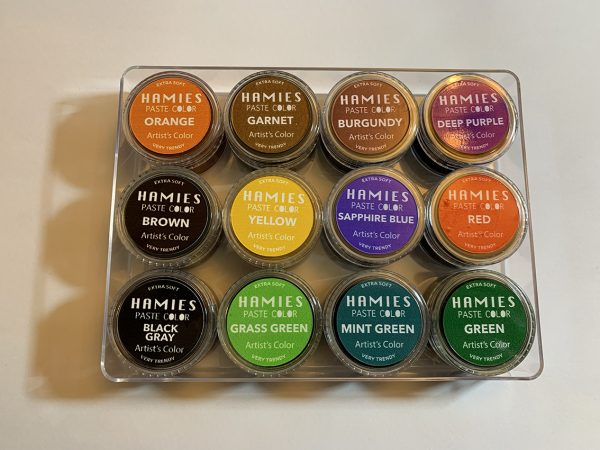 EXTRA SOFT
HAMIES
PASTE COLOR
ORANGE
Artist's Color
VERY TRENDY
EXTRA SOFT
HAMIES
PASTE COLOR
GARNET
Artist's Color
VERY TRENDY
EXTRA SOFT
HAMIES
PASTE COLOR
BURGUNDY
Artist's Color
VERY TRENDY
EXTRA SOFT
HAMIES
PASTE COLOR
DEEP PURPLE
Artist's Color
VERY TRENDY
EXTRA SOFT
HAMIES
PASTE COLOR
BROWN
Artist's Color
VERY TRENDY
EXTRA SOFT
HAMIES
PASTE COLOR
YELLOW
Artist's Color
VERY TRENDY
EXTRA SOFT
HAMIES
PASTE COLOR
SAPPHIRE BLUE
Artist's Color
VERY TRENDY
EXTRA SOFT
HAMIES
PASTE COLOR
RED
Artist's Color
VERY TRENDY
EXTRA SOFT
HAMIES
PASTE COLOR
BLACK
GRAY
Artist's Color
VERY TRENDY
EXTRA SOFT
HAMIES
PASTE COLOR
GRASS GREEN
Artist's Color
VERY TRENDY
EXTRA SOFT
HAMIES
PASTE COLOR
MINT GREEN
Artist's Color
VERY TRENDY
EXTRA SOFT
HAMIES
PASTE COLOR
GREEN
Artist's Color
VERY TRENDY